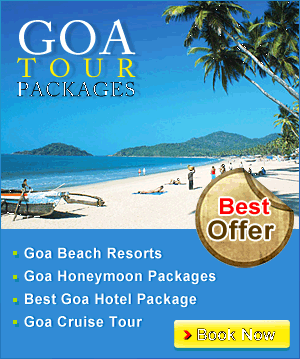 GOA
TOUR
PACKAGES
Best
Offer
Goa Beach Resorts
Goa Honeymoon Packages
Best Goa Hotel Package
Goa Cruise Tour
Book Now